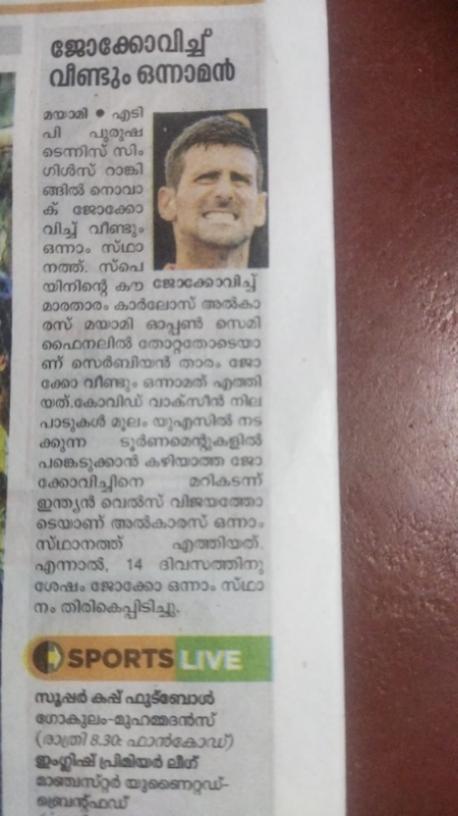 ജോക്കോവിച്ച്
വീണ്ടും ഒന്നാമൻ
മയാമി ● എടി
പി പുരുഷ
ടെന്നിസ് സിം
ഗിൾസ് റാങ്കി
ങ്ങിൽ നൊവാ
ക് ജോക്കോ
വിച്ച് വീണ്ടും
ഒന്നാം സ്ഥാ
നത്ത്. സ്പെ
യിനിന്റെ കൗ
ജോക്കോവിച്ച്
മാരതാരം കാർലോസ് അൽകാ
രസ് മയാമി ഓപ്പൺ സെമി
ഫൈനലിൽ തോറ്റതോടെയാ
ണ് സെർബിയൻ താരം ജോ
ക്കോ വീണ്ടും ഒന്നാമത് എത്തി
യത്.കോവിഡ് വാക്സീൻ നില
പാടുകൾ മൂലം യുഎസിൽ നട
ക്കുന്ന ടൂർണമെന്റുകളിൽ
പങ്കെടുക്കാൻ കഴിയാത്ത ജോ
ക്കോവിച്ചിനെ മറികടന്ന്
ഇന്ത്യൻ വെൽസ് വിജയത്തോ
ടെയാണ് അൽകാരസ് ഒന്നാം
സ്ഥാനത്ത് എത്തിയത്.
എന്നാൽ, 14 ദിവസത്തിനു
ശേഷം ജോക്കോ ഒന്നാം സ്ഥാ
നം തിരികെപ്പിടിച്ചു.
SPORTS LIVE
സൂപ്പർ കപ്പ് ഫുട്ബോൾ
ഗോകുലം-മുഹമ്മദൻസ്
(രാത്രി 8.30: ഫാൻകോഡ്)
ഇംഗ്ലിഷ് പ്രിമിയർ ലീഗ്
മാഞ്ചസ്റ്റർ യുണൈറ്റഡ്-
ബ്രെന്റ്ഫഡ്